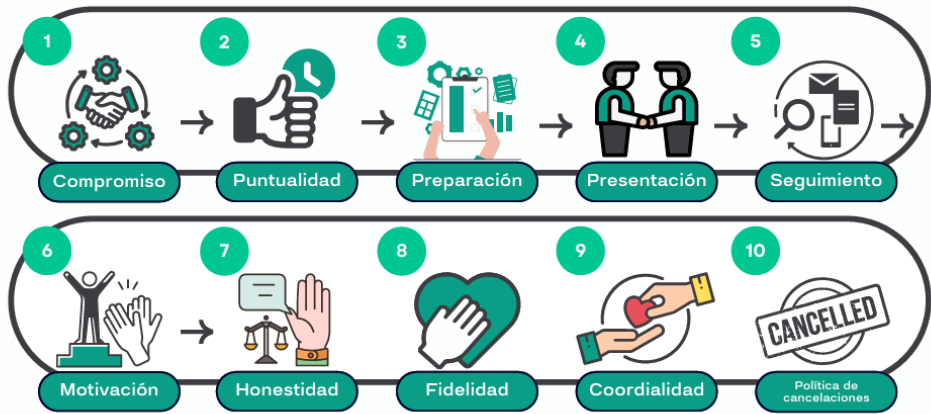 1
2
3
4
5
Compromiso
Puntualidad
Preparación
Presentación
Seguimiento
6
7
8
9
10
CANCELLED
Motivación
Honestidad
Fidelidad
Coordialidad
Política de
cancelaciones